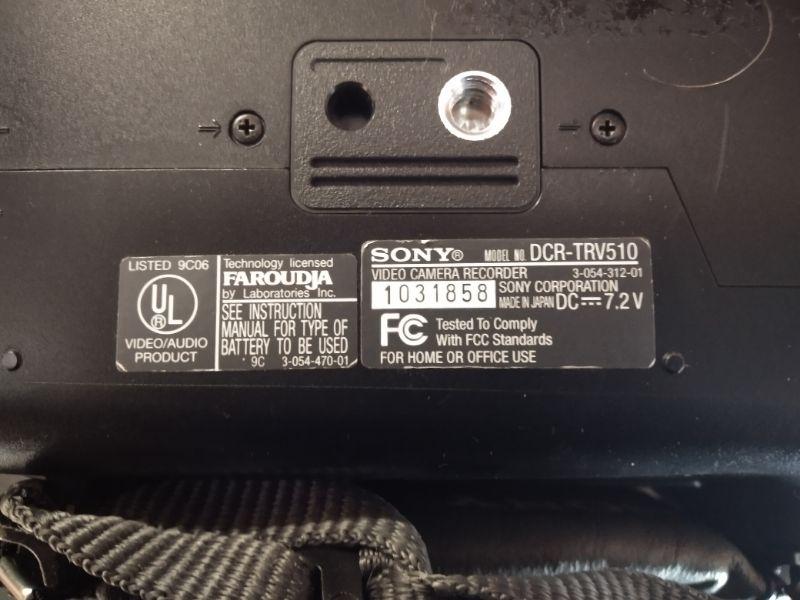 LISTED 9C06
UL
®
VIDEO/AUDIO
PRODUCT
Technology licensed
FAROUDJA
by Laboratories Inc.
SEE INSTRUCTION
MANUAL FOR TYPE OF
BATTERY TO BE USED
9C 3-054-470-01
SONY® MODEL NO. DCR-TRV510
VIDEO CAMERA RECORDER 3-054-312-01
1031858 SONY CORPORATION
MADE IN JAPAN DC 7.2 V
FC Tested To Comply
With FCC Standards
FOR HOME OR OFFICE USE